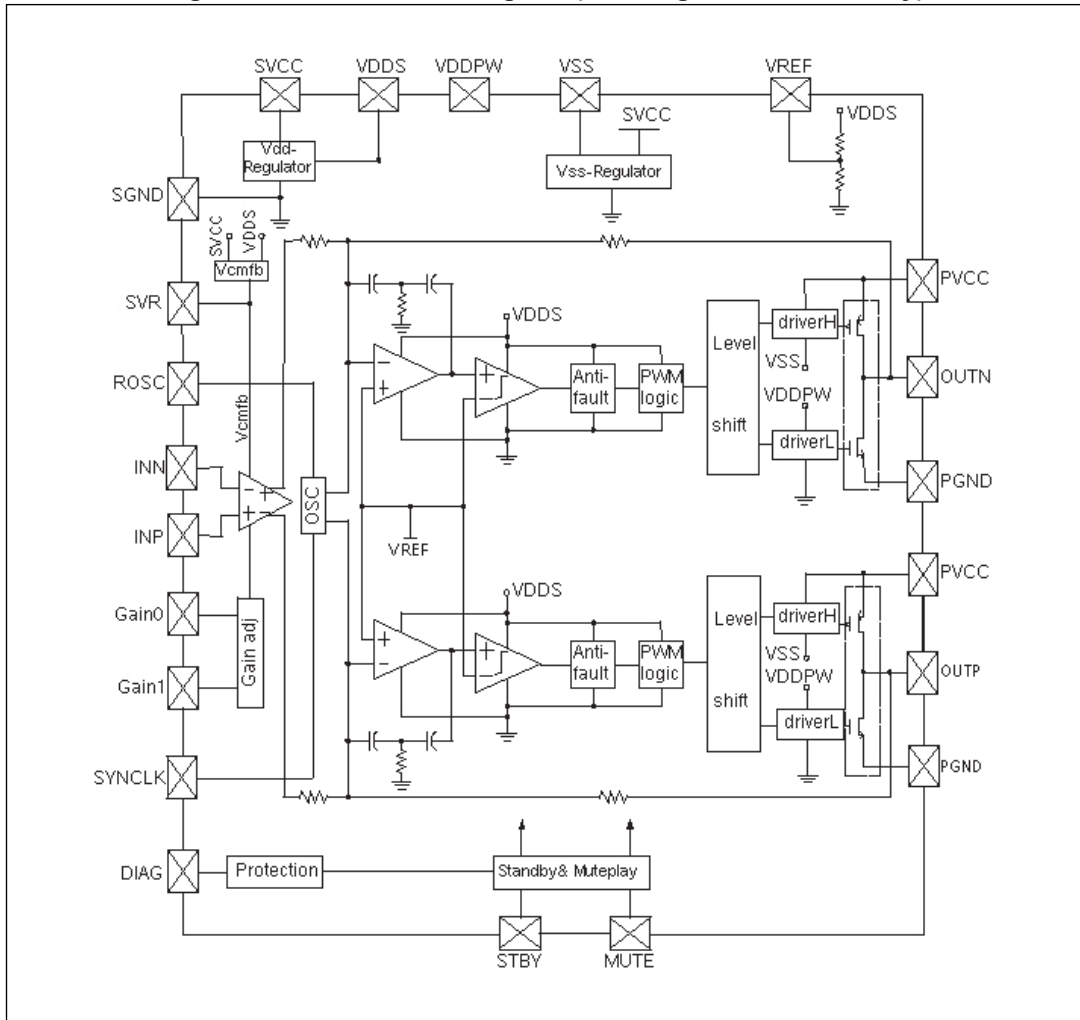 SVCC VDDS VDDPW VSS VREF
SVCC
VDDS
Vdd-
Regulator
Vss-Regulator
SGND
SVCC
VDDS
Vcmfb
SVR
PVCC
VDDS
Level
shift
driverH
VSS
VDDPW
driverL
ROSC
OUTN
Anti-
fault
PWM
logic
Vcmfb
INN
PGND
OSC
INP
VREF
PVCC
VDDS
Gain0
Level
shift
driverH
VSS
VDDPW
driverL
Gain adj
Anti-
fault
PWM
logic
Gain1
OUTP
SYNCLK
PGND
DIAG
Protection
Standby& Muteplay
STBY MUTE